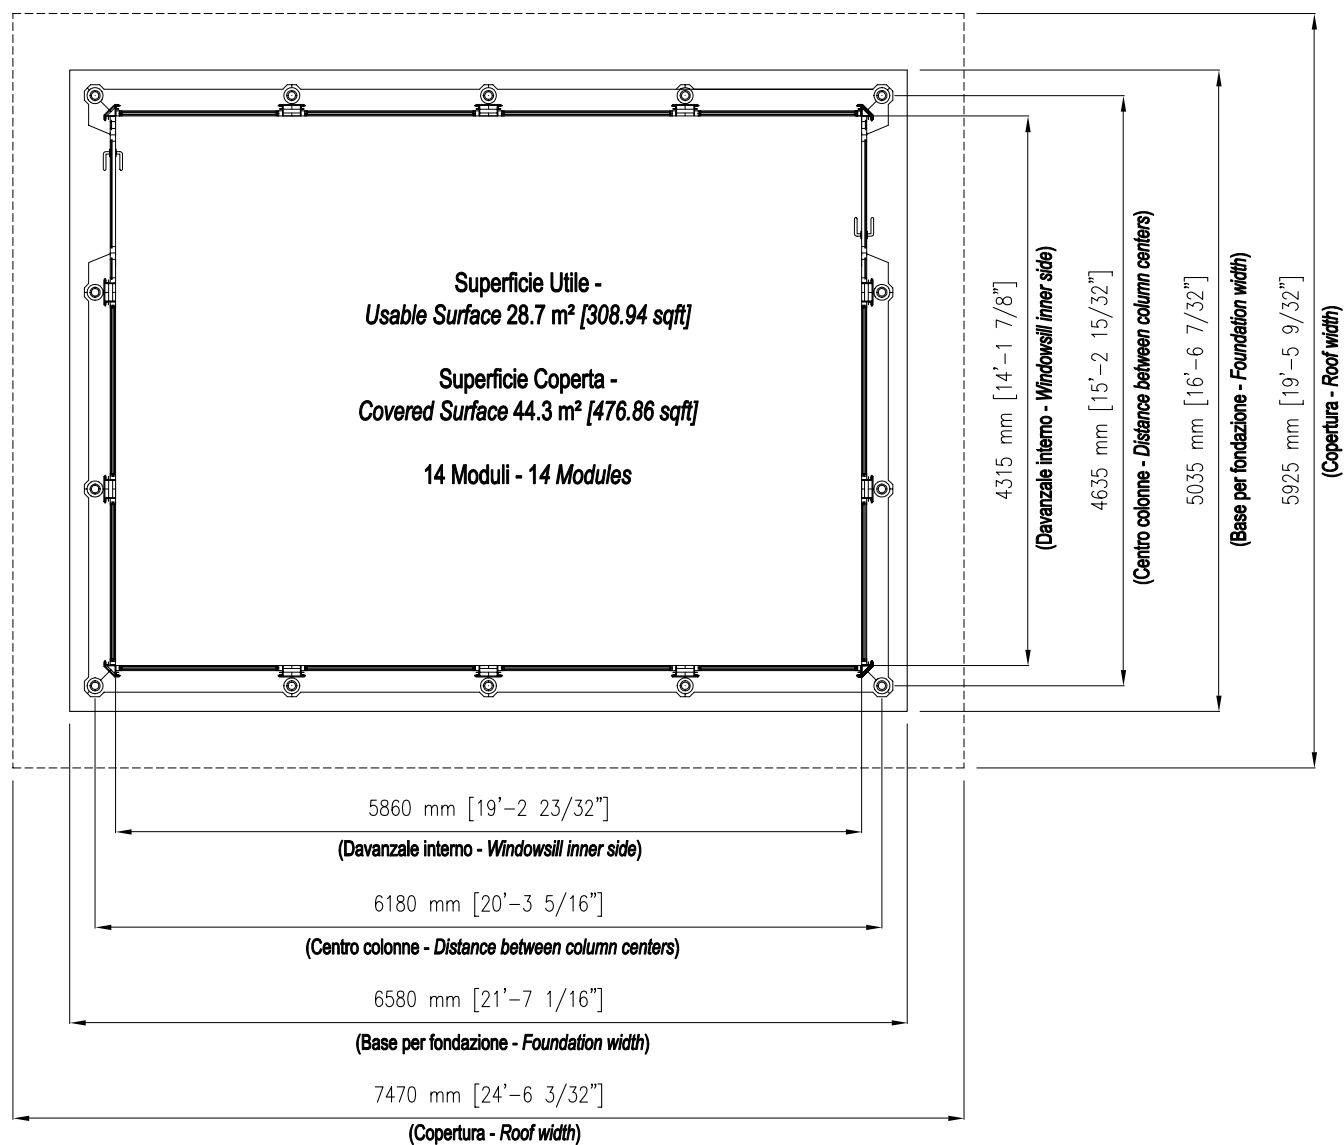 Superficie Utile -
Usable Surface 28.7 m² [308.94 sqft]
Superficie Coperta -
Covered Surface 44.3 m² [476.86 sqft]
14 Moduli - 14 Modules
4315 mm [14'-1 7/8"]
(Davanzale interno - Windowsill inner side)
4635 mm [15'-2 15/32"]
(Centro colonne - Distance between column centers)
5035 mm [16'-6 7/32"]
(Base per fondazione - Foundation width)
5925 mm [19'-5 9/32"]
(Copertura - Roof width)
5860 mm [19'-2 23/32"]
(Davanzale interno - Windowsill inner side)
6180 mm [20'-3 5/16"]
(Centro colonne - Distance between column centers)
6580 mm [21'-7 1/16"]
(Base per fondazione - Foundation width)
7470 mm [24'-6 3/32"]
(Copertura - Roof width)